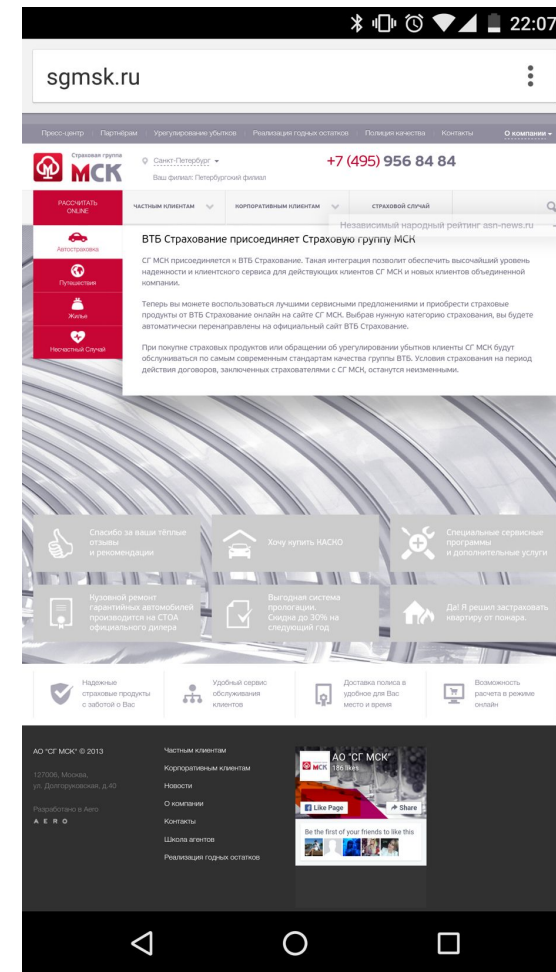 22:07
sgmsk.ru
Пресс-центр
Партнёрам
Урегулирование убытков
Реализация годных остатков
Полиция качества
Контакты
О компании
Страховая группа
МСК
Санкт-Петербург
Ваш филиал: Петербургский филиал
+7 (495) 956 84 84
РАССЧИТАТЬ
ONLINE
ЧАСТНЫМ КЛИЕНТАМ
КОРПОРАТИВНЫМ КЛИЕНТАМ
СТРАХОВОЙ СЛУЧАЙ
Независимый народный рейтинг asn-news.ru
Автостраховка
Путешествия
Жилье
Несчастный Случай
ВТБ Страхование присоединяет Страховую группу МСК
СГ МСК присоединяется к ВТБ Страхование. Такая интеграция позволит обеспечить высочайший уровень
надежности и клиентского сервиса для действующих клиентов СГ МСК и новых клиентов объединенной
компании.
Теперь вы можете воспользоваться лучшими сервисными предложениями и приобрести страховые
продукты от ВТБ Страхование онлайн на сайте СГ МСК. Выбрав нужную категорию страхования, вы будете
автоматически перенаправлены на официальный сайт ВТБ Страхование.
При покупке страховых продуктов или обращении об урегулировании убытков клиенты СГ МСК будут
обслуживаться по самым современным стандартам качества группы ВТБ. Условия страхования на период
действия договоров, заключенных страхователями с СГ МСК, останутся неизменными.
Спасибо за ваши тёплые
отзывы
и рекомендации
Хочу купить КАСКО
Специальные сервисные
программы
и дополнительные услуги
Кузовной ремонт
гарантийных автомобилей
производится на СТОА
официального дилера
Выгодная система
прологации.
Скидка до 30% на
следующий год
Да! Я решил застраховать
квартиру от пожара.
Надежные
страховые продукты
с заботой о Вас
Удобный сервис
обслуживания
клиентов
Доставка полиса в
удобное для Вас
место и время
Возможность
расчета в режиме
онлайн
АО "СГ МСК" © 2013
127006, Москва,
ул. Долгоруковская, д.40
Разработано в Aero
AERO
Частным клиентам
Корпоративным клиентам
Новости
О компании
Контакты
Школа агентов
Реализация годных остатков
МСК
АО "СГ МСК"
186 likes
Like Page
Share
Be the first of your friends to like this